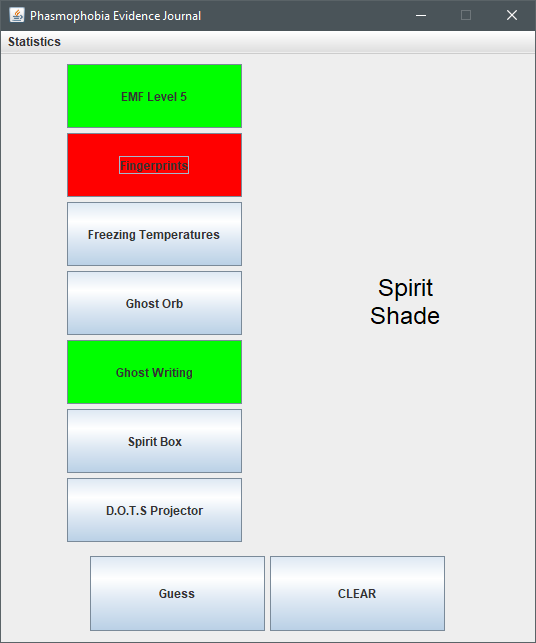 Phasmophobia Evidence Journal
Statistics
EMF Level 5
Fingerprints
Freezing Temperatures
Ghost Orb
Ghost Writing
Spirit Box
D.O.T.S Projector
Spirit
Shade
Guess
CLEAR